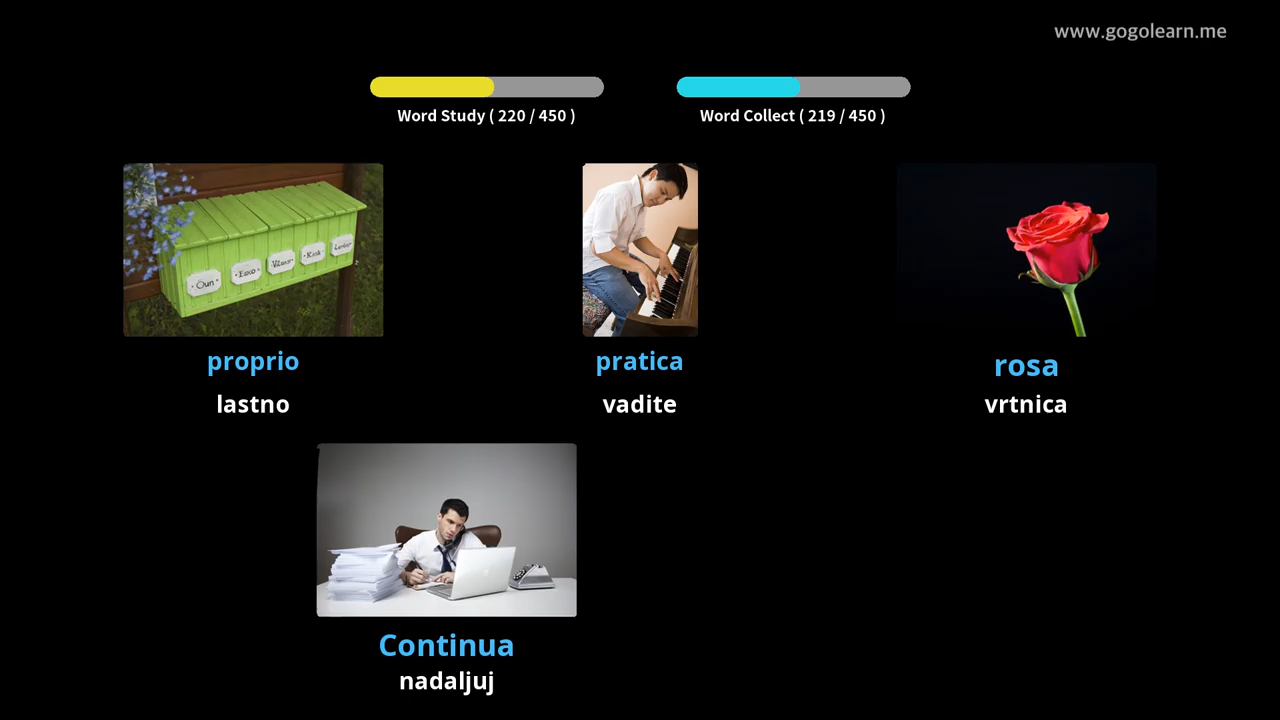 www.gogolearn.me
Word Study ( 220 / 450 )
Word Collect ( 219 / 450 )
proprio
pratica
rosa
lastno
vadite
vrtnica
Continua
nadaljuj